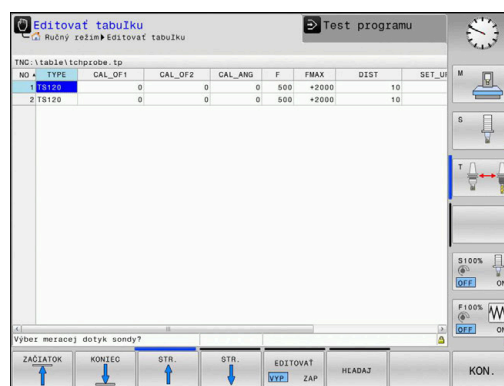 Editovať tabuľku
Ručný režim Editovať tabuľku
Test programu
TNC:\table\tchprobe.tp
NO TYPE CAL_OF1 CAL_OF2 CAL_ANG F FMAX DIST SET_U
1 TS120 0 0 0 500 +2000 10
2 TS120 0 0 0 500 +2000 10
Výber meracej dotyk sondy?
M
S
T
S100%
OFF ON
F100%
OFF ON
ZAČIATOK
KONIEC
STR.
STR.
EDITOVAŤ
VYP ZAP
HĽADAJ
KON.